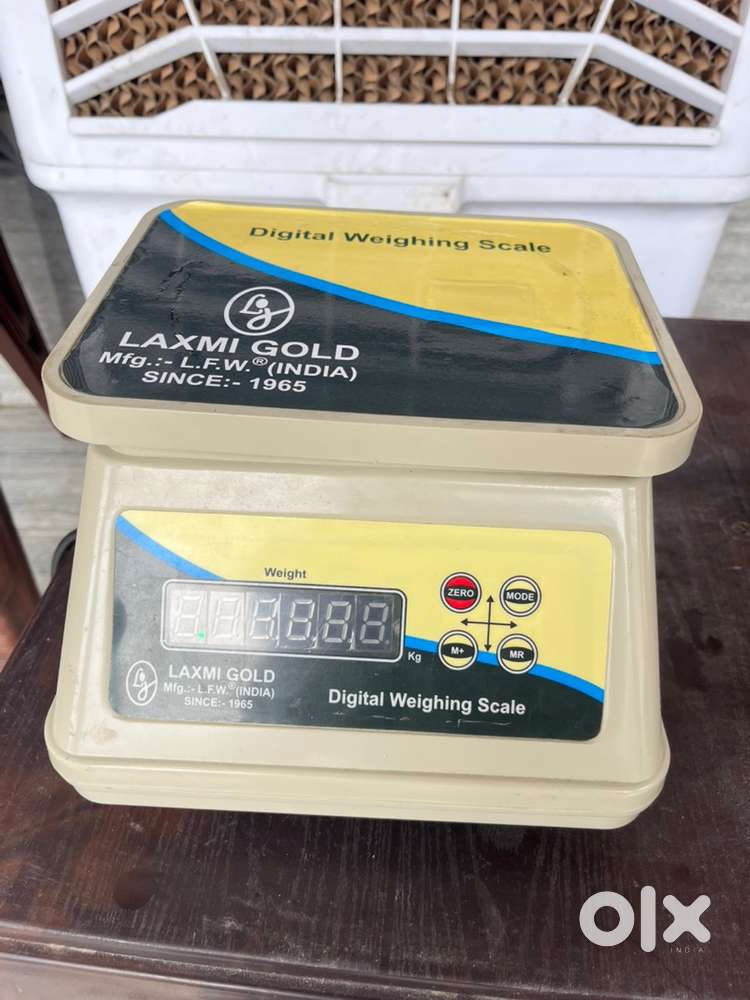 Digital Weighing Scale
LAXMI GOLD
Mfg.:- L.F.W.® (INDIA)
SINCE:- 1965
Weight
Kg
ZERO
MODE
M+
MR
LAXMI GOLD
Mfg.:- L.F.W.® (INDIA)
SINCE:- 1965
Digital Weighing Scale
olx
INDIA